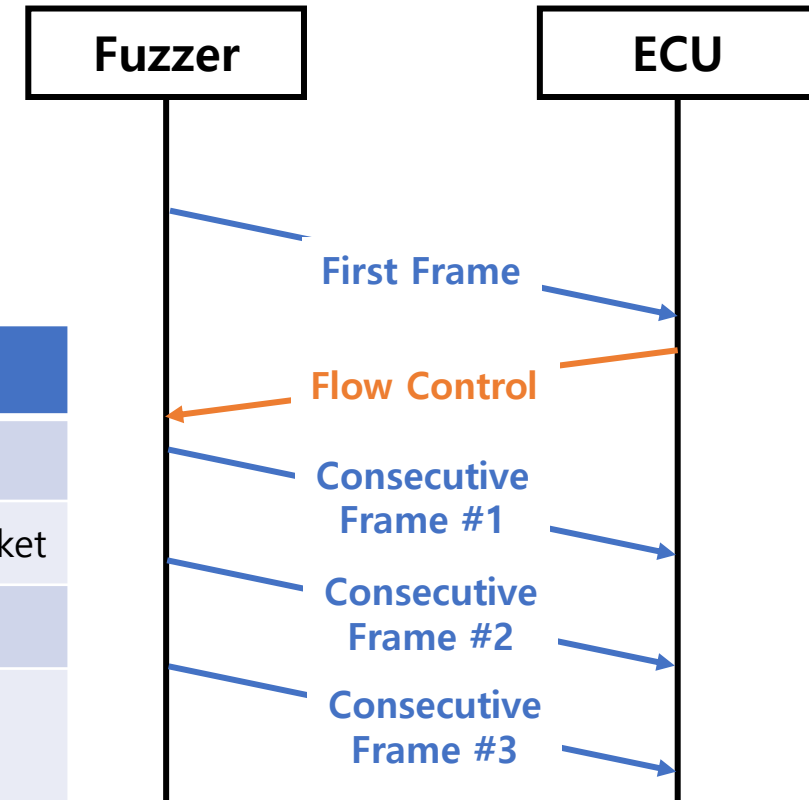 Fuzzer
ECU
First Frame
Flow Control
Consecutive
Frame #1
Consecutive
Frame #2
Consecutive
Frame #3